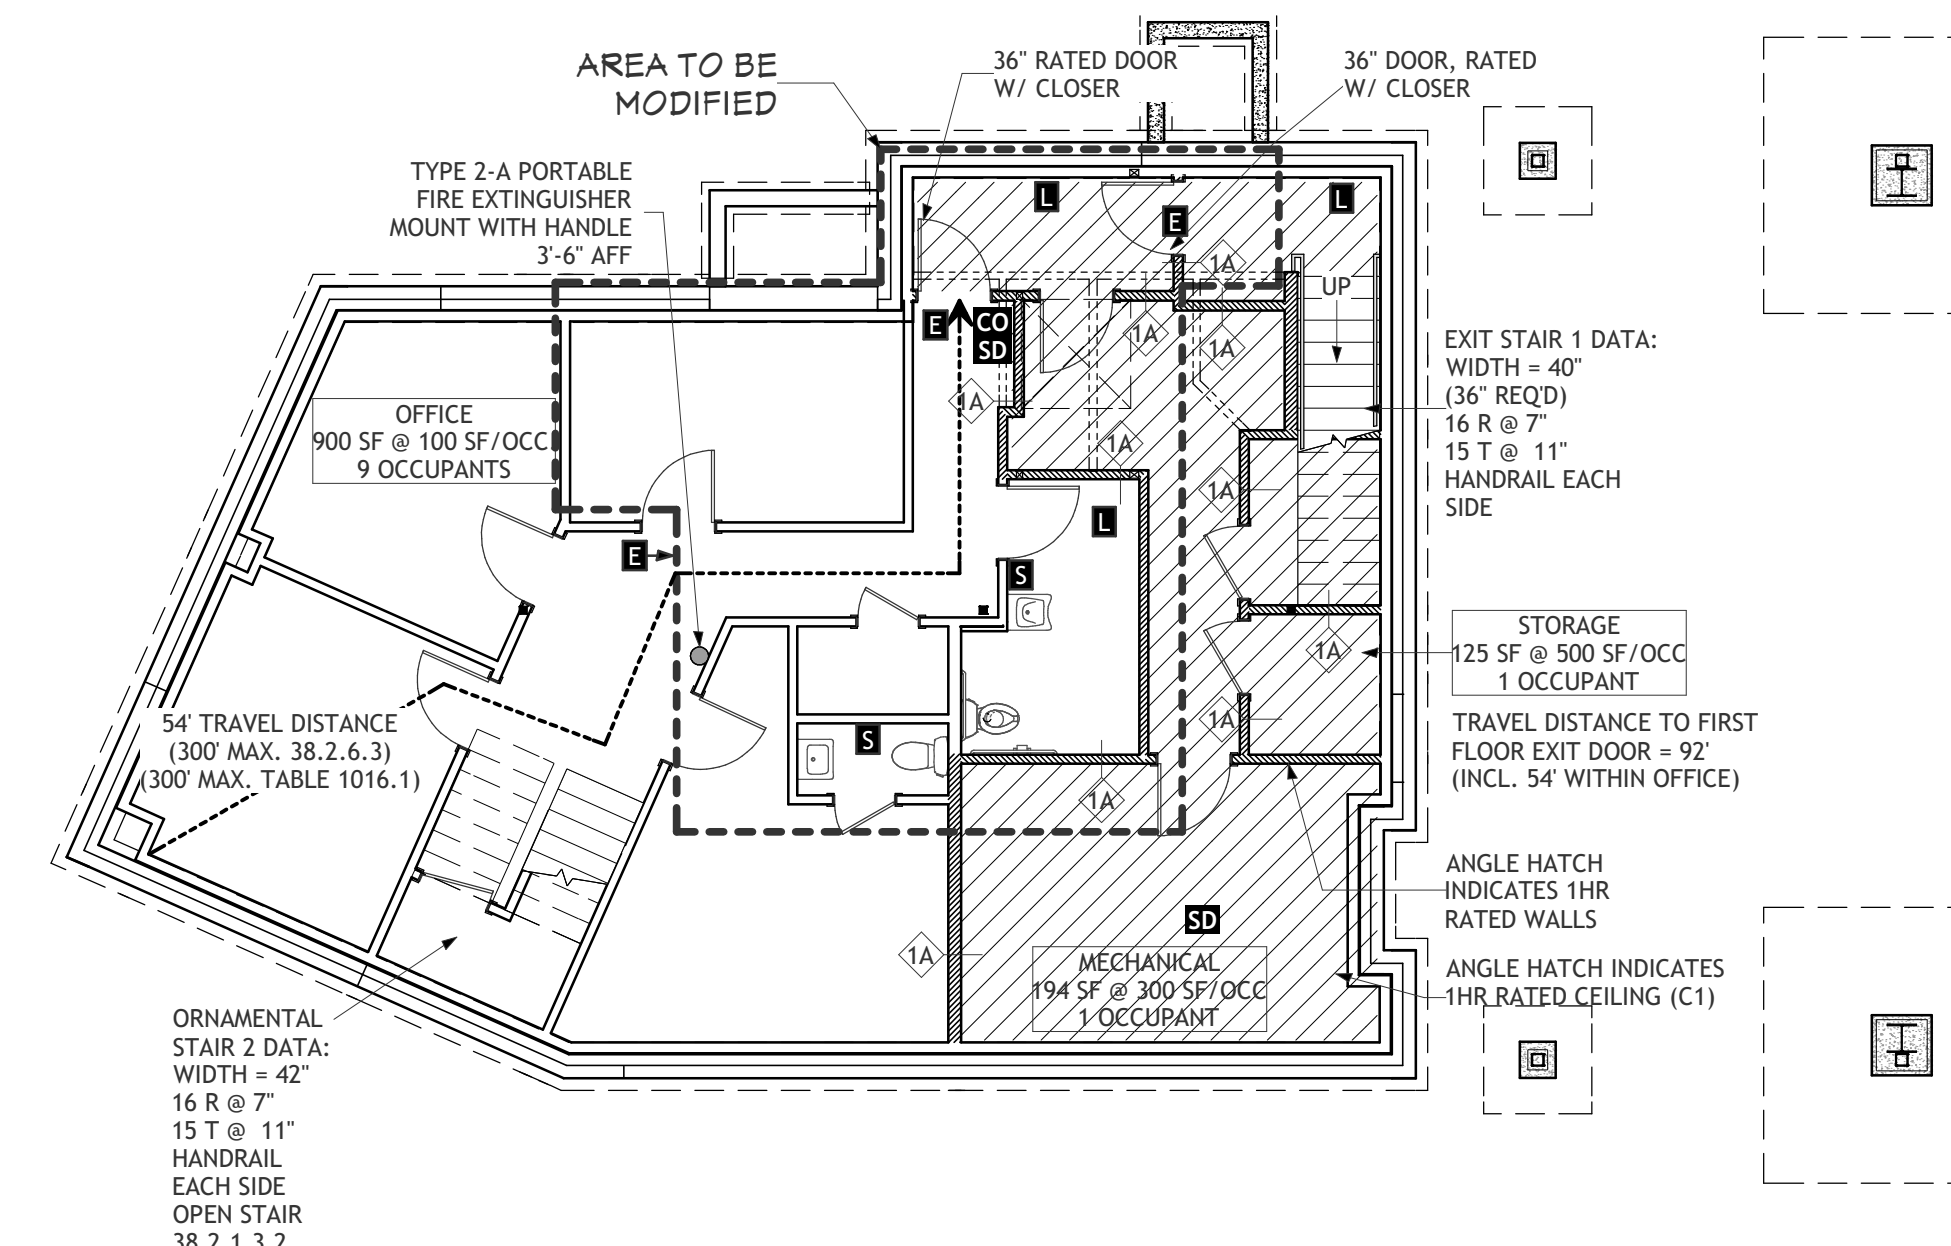 AREA TO BE
MODIFIED
36" RATED DOOR
W/ CLOSER
36" DOOR, RATED
W/ CLOSER
TYPE 2-A PORTABLE
FIRE EXTINGUISHER
MOUNT WITH HANDLE
3'-6" AFF
L
L
E
1A
UP
E
CO
SD
1A
1A
1A
EXIT STAIR 1 DATA:
WIDTH = 40"
(36" REQ'D)
16 R @ 7"
15 T @ 11"
HANDRAIL EACH
SIDE
OFFICE
900 SF @ 100 SF/OCC
9 OCCUPANTS
1A
1A
L
E
S
STORAGE
125 SF @ 500 SF/OCC
1 OCCUPANT
1A
1A
S
54' TRAVEL DISTANCE
(300' MAX. 38.2.6.3)
(300' MAX. TABLE 1016.1)
TRAVEL DISTANCE TO FIRST
FLOOR EXIT DOOR = 92'
(INCL. 54' WITHIN OFFICE)
1A
ANGLE HATCH
INDICATES 1HR
RATED WALLS
SD
1A
MECHANICAL
194 SF @ 300 SF/OCC
1 OCCUPANT
ANGLE HATCH INDICATES
1HR RATED CEILING (C1)
ORNAMENTAL
STAIR 2 DATA:
WIDTH = 42"
16 R @ 7"
15 T @ 11"
HANDRAIL
EACH SIDE
OPEN STAIR
38.2.1.3.2